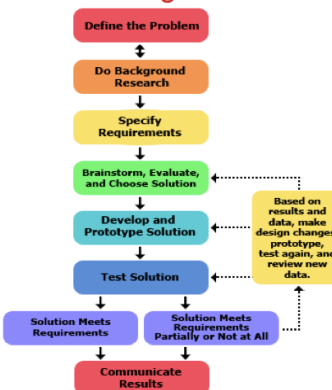 Define the Problem
Do Background
Research
Specify
Requirements
Brainstorm, Evaluate,
and Choose Solution
Develop and
Prototype Solution
Based on
results and
data, make
design changes,
prototype,
test again, and
review new
data.
Test Solution
Solution Meets
Requirements
Solution Meets
Requirements
Partially or Not at All
Communicate
Results